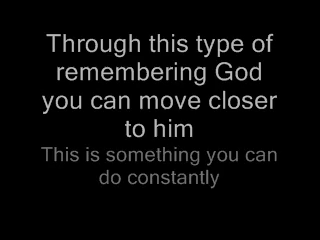 Through this type of
remembering God
you can move closer
to him
This is something you can
do constantly